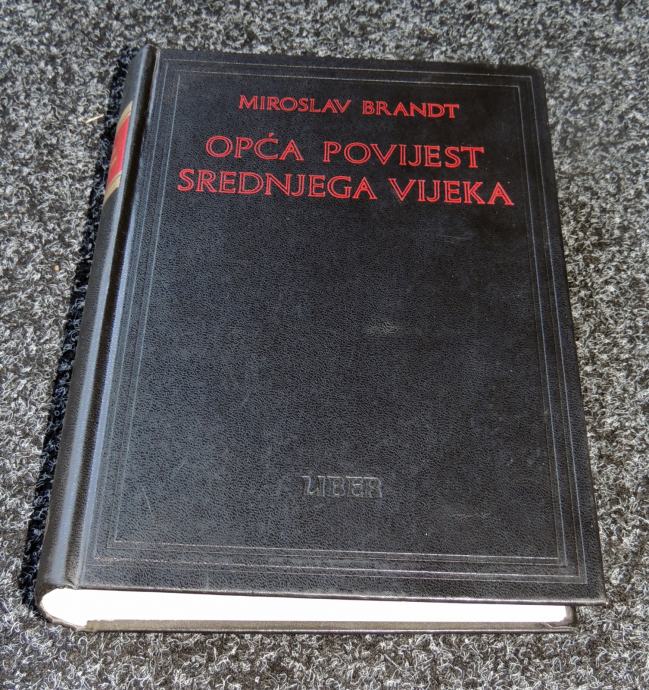 MIROSLAV BRANDT
OPĆA POVIJEST
SREDNJEGA VIJEKA
LIBER